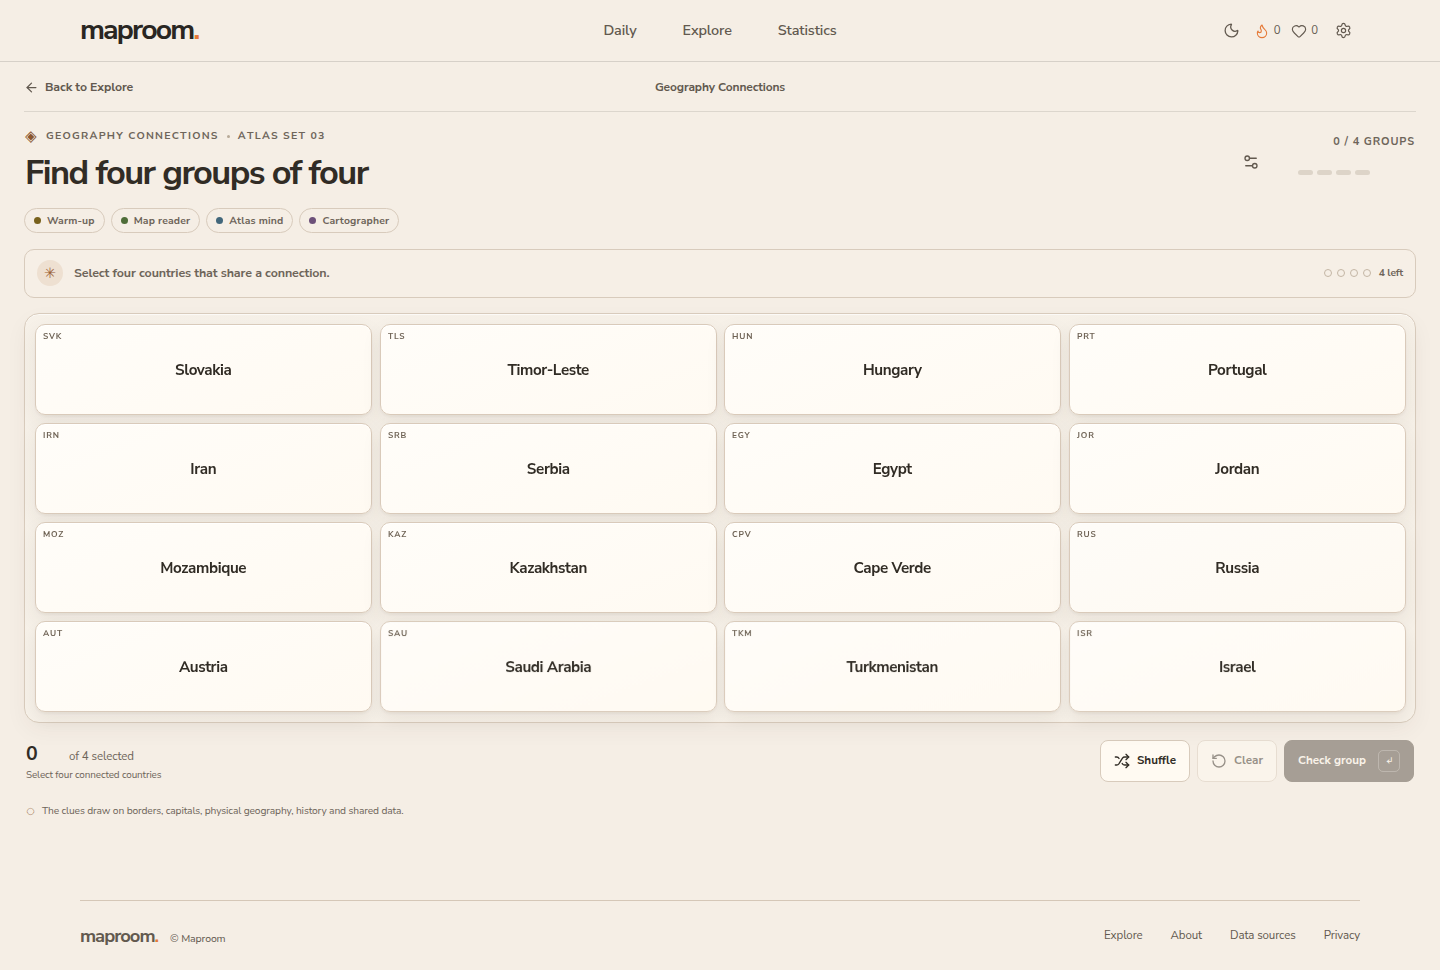 maproom.
Daily
Explore
Statistics
0
0
Back to Explore
Geography Connections
GEOGRAPHY CONNECTIONS • ATLAS SET 03
0 / 4 GROUPS
Find four groups of four
Warm-up
Map reader
Atlas mind
Cartographer
Select four countries that share a connection.
4 left
SVK
Slovakia
TLS
Timor-Leste
HUN
Hungary
PRT
Portugal
IRN
Iran
SRB
Serbia
EGY
Egypt
JOR
Jordan
MOZ
Mozambique
KAZ
Kazakhstan
CPV
Cape Verde
RUS
Russia
AUT
Austria
SAU
Saudi Arabia
TKM
Turkmenistan
ISR
Israel
0 of 4 selected
Select four connected countries
Shuffle
Clear
Check group
The clues draw on borders, capitals, physical geography, history and shared data.
maproom. © Maproom
Explore
About
Data sources
Privacy